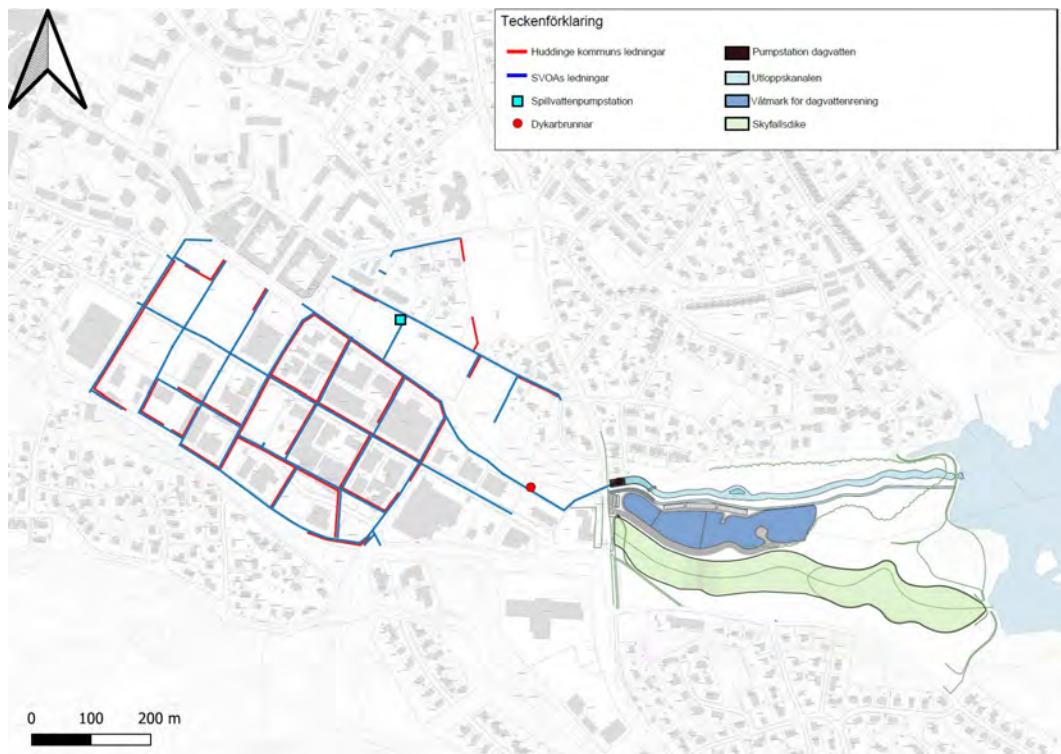 Teckenförklaring
Huddinge kommuns ledningar
SVOAs ledningar
Spillvattenpumpstation
Dykarbrunnar
Pumpstation dagvatten
Utloppskanalen
Våtmark för dagvattenrening
Skyfallsdike
0 100 200 m